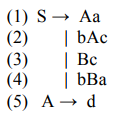 (1) S → Aa
(2) | bAc
(3) | Bc
(4) | bBa
(5) A → d